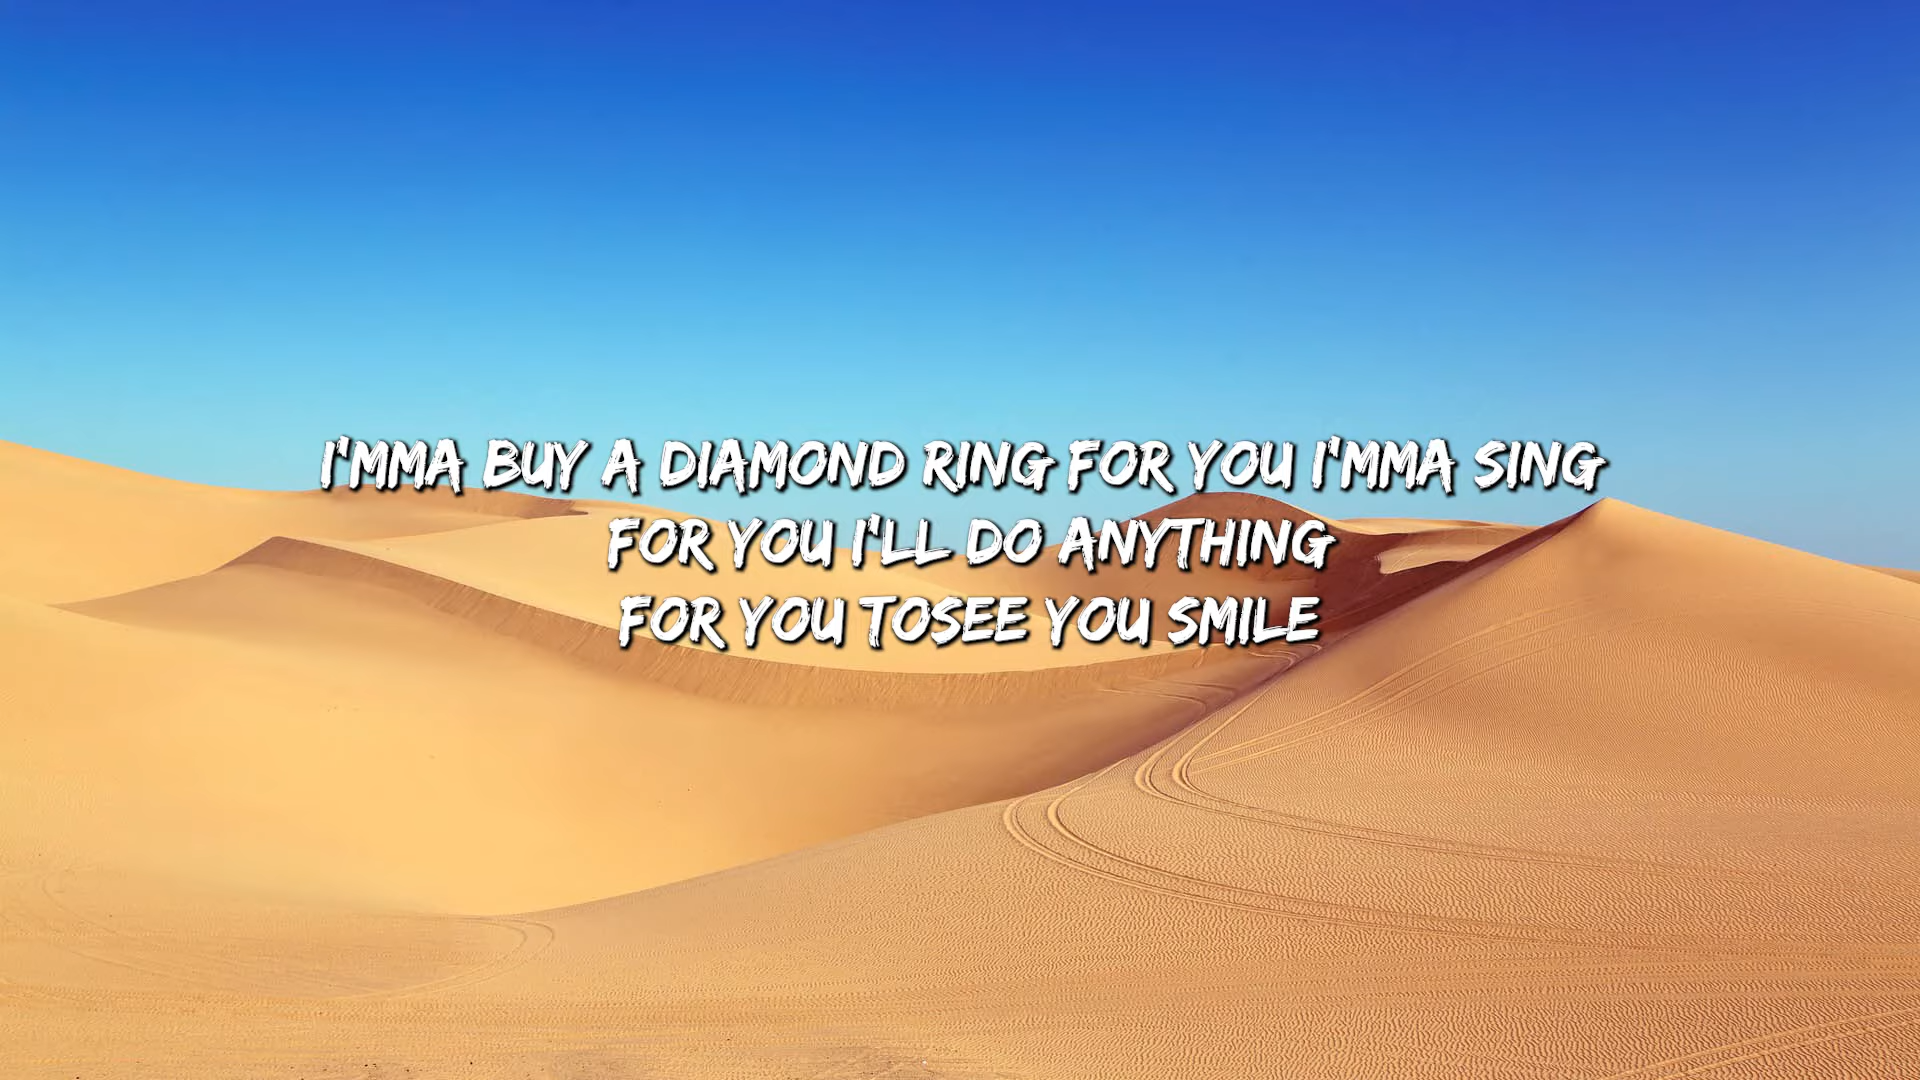 I'MMA BUY A DIAMOND RING FOR YOU I'MMA SING
FOR YOU I'LL DO ANYTHING
FOR YOU TOSEE YOU SMILE